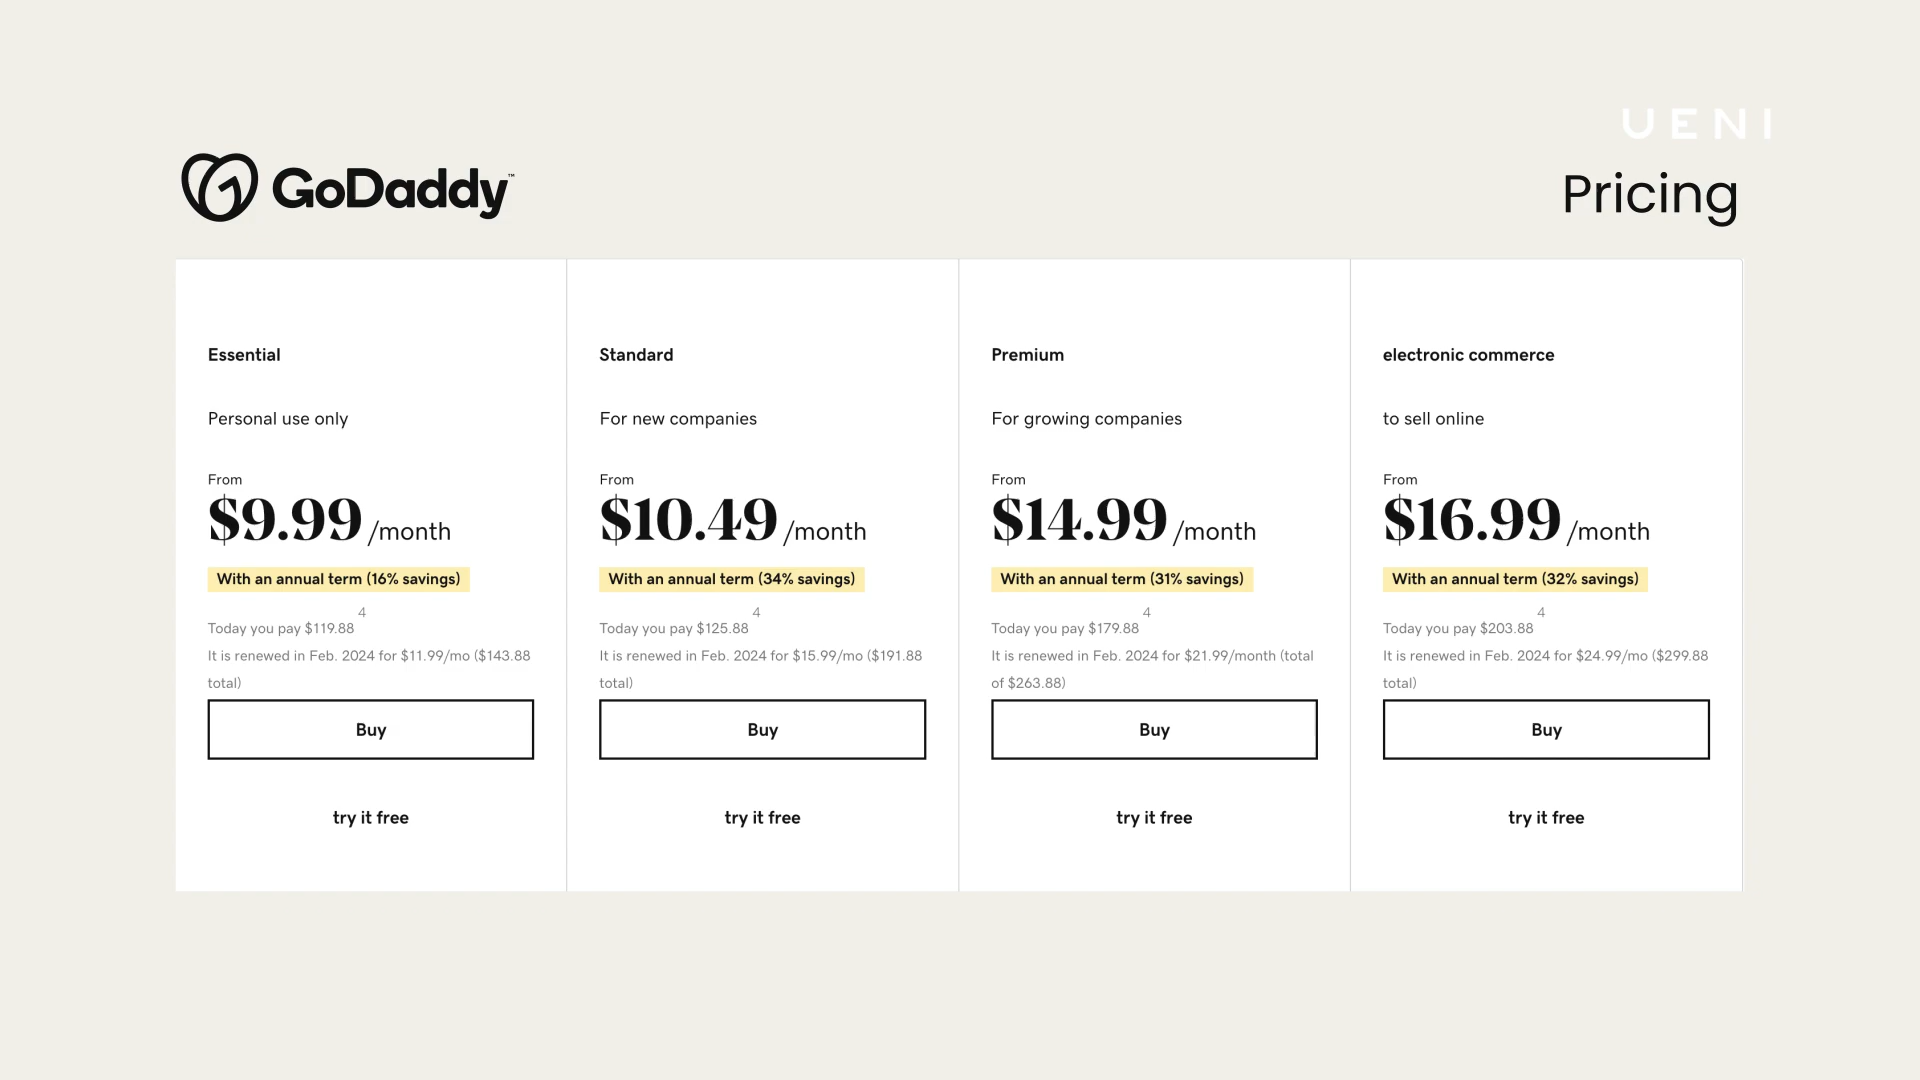 UENI
GoDaddy™
Pricing
Essential
Personal use only
From
$9.99 /month
With an annual term (16% savings)
4
Today you pay $119.88
It is renewed in Feb. 2024 for $11.99/mo ($143.88
total)
Buy
try it free
Standard
For new companies
From
$10.49 /month
With an annual term (34% savings)
4
Today you pay $125.88
It is renewed in Feb. 2024 for $15.99/mo ($191.88
total)
Buy
try it free
Premium
For growing companies
From
$14.99 /month
With an annual term (31% savings)
4
Today you pay $179.88
It is renewed in Feb. 2024 for $21.99/month (total
of $263.88)
Buy
try it free
electronic commerce
to sell online
From
$16.99 /month
With an annual term (32% savings)
4
Today you pay $203.88
It is renewed in Feb. 2024 for $24.99/mo ($299.88
total)
Buy
try it free